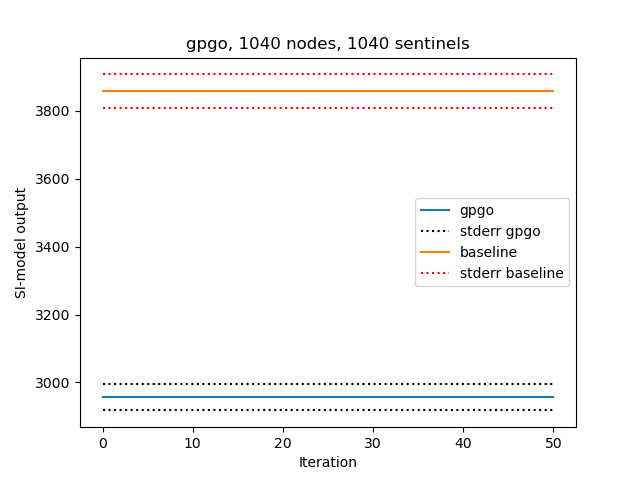 gpgo, 1040 nodes, 1040 sentinels
SI-model output
3800
3600
3400
3200
3000
gpgo
stderr gpgo
baseline
stderr baseline
0 10 20 30 40 50
Iteration